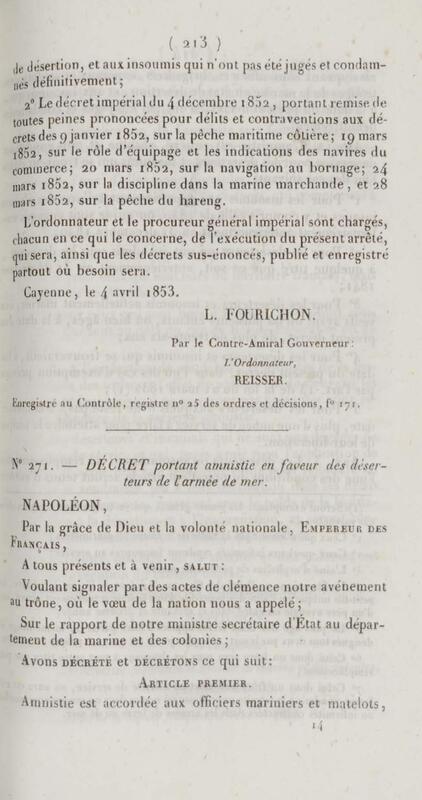 ( 213 )
de désertion, et aux insoumis qui n'ont pas été jugés et condam-
nés définitivement;
2° Le décret impérial du 4 décembre 1852, portant remise de
toutes peines prononcées pour délits et contraventions aux dé-
crets des 9 janvier 1852, sur la pêche maritime côtière; 19 mars
1852, sur le rôle d'équipage et les indications des navires du
commerce; 20 mars 1852, sur la navigation au bornage; 24
mars 1852, sur la discipline dans la marine marchande, et 28
mars 1852, sur la pêche du hareng.
L'ordonnateur et le procureur général impérial sont chargés,
chacun en ce qui le concerne, de l'exécution du présent arrêté,
qui sera, ainsi que les décrets sus-énoncés, publié et enregistré
partout où besoin sera.
Cayenne, le 4 avril 1853.
L. FOURICHON.
Par le Contre-Amiral Gouverneur:
L'Ordonnateur,
REISSER.
Enregistré au Contrôle, registre n° 25 des ordres et décisions, f° 171.
N° 271. — DÉCRET portant amnistie en faveur des déser-
teurs de l'armée de mer.
NAPOLÉON,
Par la grâce de Dieu et la volonté nationale, EMPEREUR DES
FRANÇAIS,
A tous présents et à venir, SALUT:
Voulant signaler par des actes de clémence notre avénement
au trône, où le vœu de la nation nous a appelé;
Sur le rapport de notre ministre secrétaire d'État au dépar-
tement de la marine et des colonies;
Avons DÉCRÉTÉ et DÉCRÉTONS ce qui suit:
ARTICLE PREMIER.
Amnistie est accordée aux officiers mariniers et matelots,
14